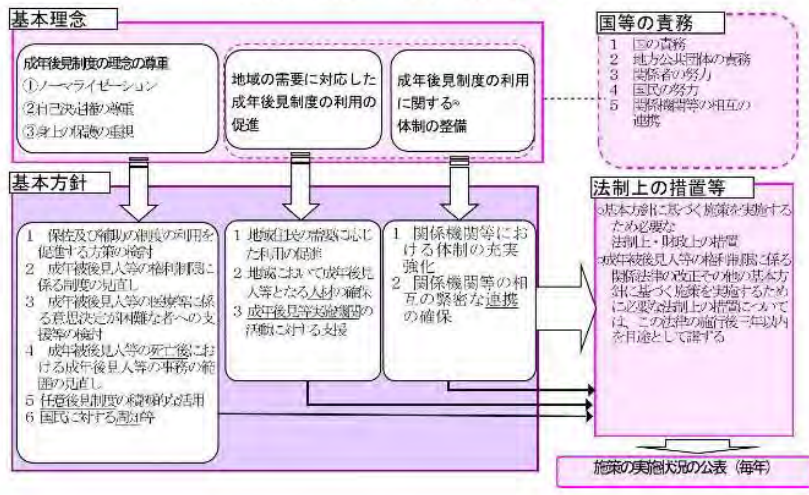 基本理念
成年後見制度の理念の尊重
①ノーマライゼーション
②自己決定権の尊重
③身上の保護の重視
地域の需要に対応した
成年後見制度の利用の
促進
成年後見制度の利用
に関する
体制の整備
国等の責務
1 国の責務
2 地方公共団体の責務
3 関係者の努力
4 国民の努力
5 関係機関等の相互の
連携
基本方針
1 保佐及び補助の制度の利用を
促進する方策の検討
2 成年被後見人等の権利制限に
係る制度の見直し
3 成年被後見人等の医療等に係
る意思決定が困難な者への支
援等の検討
4 成年被後見人等の死亡後にお
ける成年後見人等の事務の範
囲の見直し
5 任意後見制度の積極的な活用
6 国民に対する周知等
1 地域住民の需要に応じ
た利用の促進
2 地域において成年後見
人等となる人材の確保
3 成年後見等実施機関の
活動に対する支援
1 関係機関等にお
ける体制の充実
強化
2 関係機関等の相
互の緊密な連携
の確保
法制上の措置等
○基本方針に基づく施策を実施する
ため必要な
法制上・財政上の措置
○成年被後見人等の権利制限に係る
関係法律の改正その他の基本方
針に基づく施策を実施するため
に必要な法制上の措置について
は、この法律の施行後三年以内
を目途として講ずる
施策の実施状況の公表（毎年）